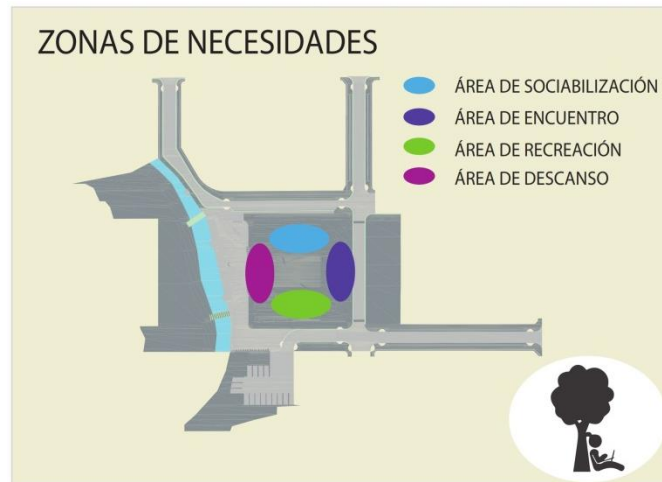 ZONAS DE NECESIDADES
ÁREA DE SOCIABILIZACIÓN
ÁREA DE ENCUENTRO
ÁREA DE RECREACIÓN
ÁREA DE DESCANSO